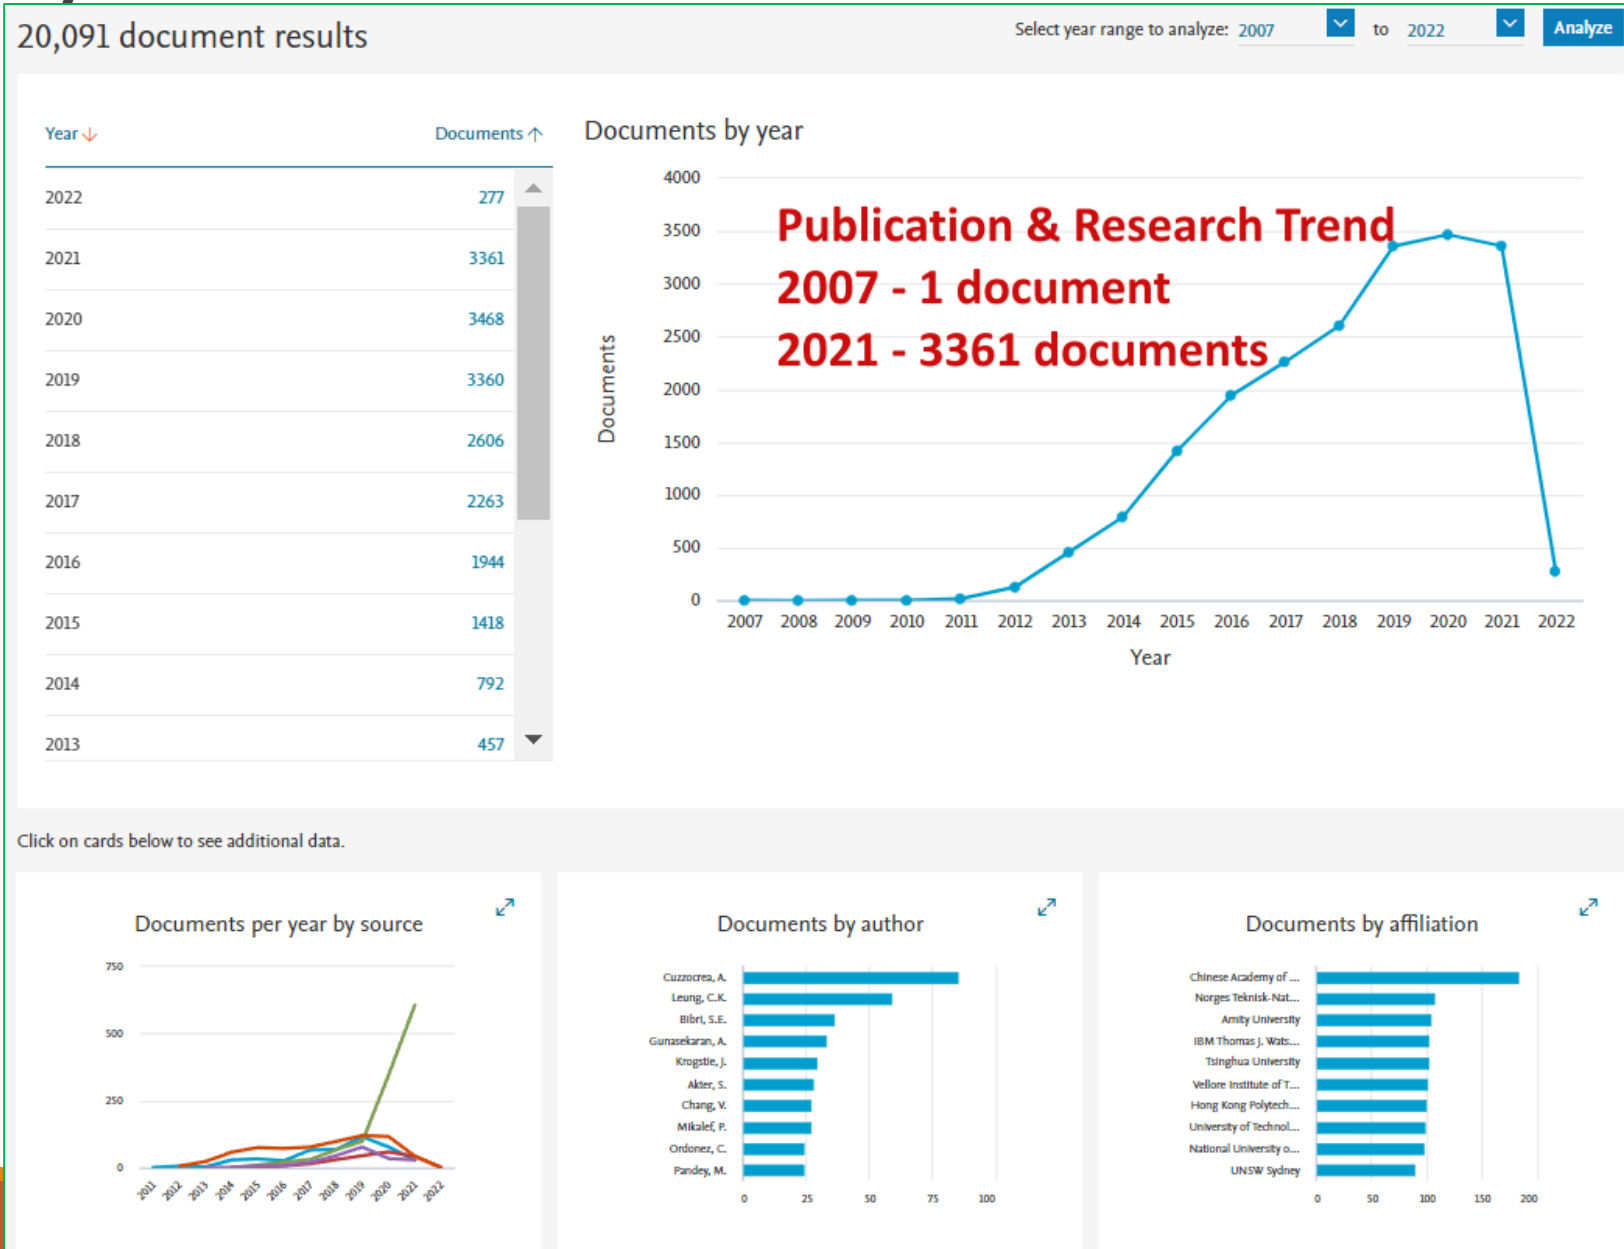 20,091 document results
Select year range to analyze: 2007 to 2022 Analyze
Year Documents
2022 277
2021 3361
2020 3468
2019 3360
2018 2606
2017 2263
2016 1944
2015 1418
2014 792
2013 457
Documents by year
Publication & Research Trend
2007 - 1 document
2021 - 3361 documents
4000
3500
3000
2500
2000
1500
1000
500
0
Documents
2007 2008 2009 2010 2011 2012 2013 2014 2015 2016 2017 2018 2019 2020 2021 2022
Year
Click on cards below to see additional data.
Documents per year by source
750
500
250
0
2011 2012 2013 2014 2015 2016 2017 2018 2019 2020 2021 2022
Documents by author
Cuzzocrea, A.
Leung, C.K.
Bibri, S.E.
Gunasekaran, A.
Krogstie, J.
Akter, S.
Chang, V.
Mikalef, P.
Ordonez, C.
Pandey, M.
0 25 50 75 100
Documents by affiliation
Chinese Academy of ...
Norges Teknisk-Nat...
Amity University
IBM Thomas J. Wats...
Tsinghua University
Vellore Institute of T...
Hong Kong Polytech...
University of Technol...
National University o...
UNSW Sydney
0 50 100 150 200